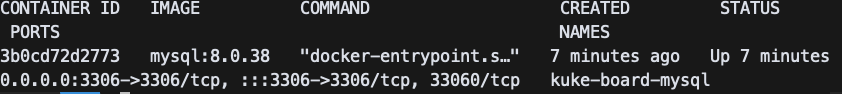 CONTAINER ID   IMAGE          COMMAND                  CREATED         STATUS
 PORTS                                                  NAMES
3b0cd72d2773   mysql:8.0.38   "docker-entrypoint.s…"   7 minutes ago   Up 7 minutes
0.0.0.0:3306->3306/tcp, :::3306->3306/tcp, 33060/tcp   kuke-board-mysql